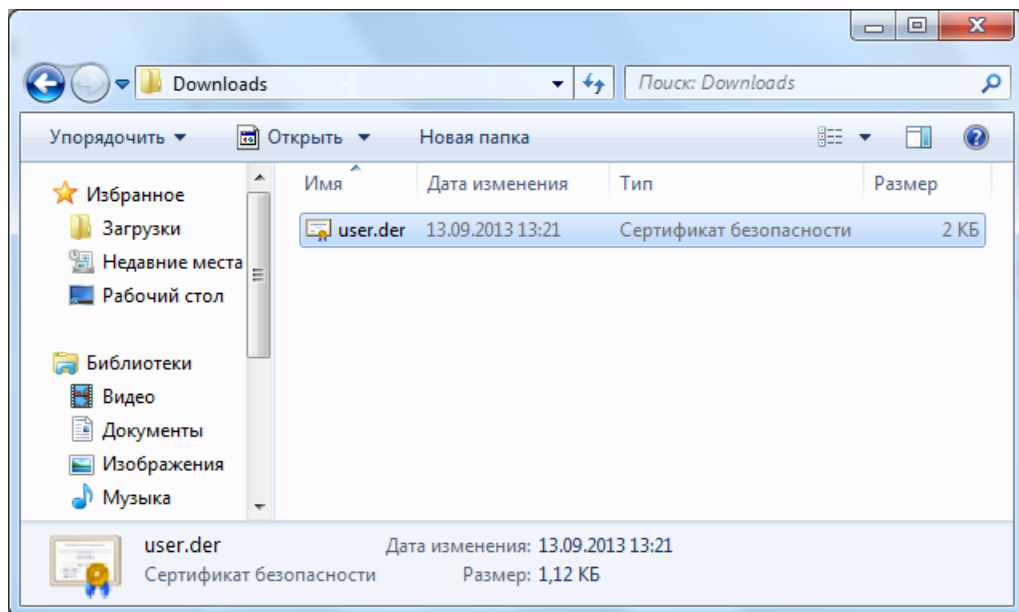 Downloads
Поиск: Downloads
Упорядочить Открыть Новая папка
Имя Дата изменения Тип Размер
user.der 13.09.2013 13:21 Сертификат безопасности 2 КБ
Избранное
Загрузки
Недавние места
Рабочий стол
Библиотеки
Видео
Документы
Изображения
Музыка
user.der Дата изменения: 13.09.2013 13:21
Сертификат безопасности Размер: 1,12 КБ